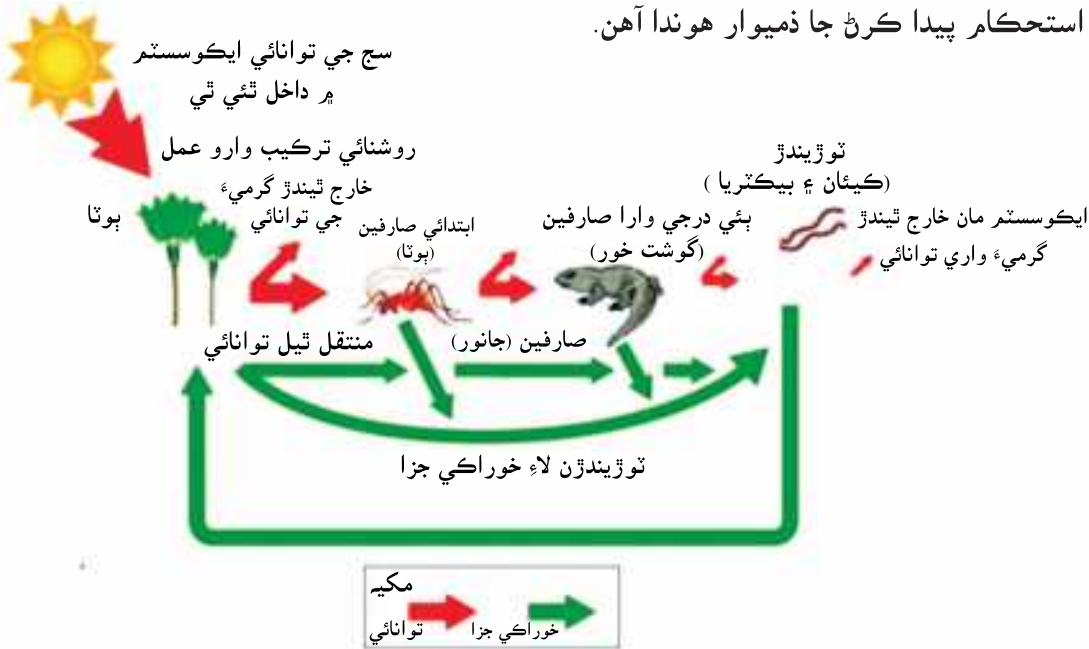 استحڪام پيدا ڪرڻ جا ذميوار هوندا آهن.
سج جي توانائي ايڪوسسٽم
۾ داخل ٿئي ٿي
روشنائي ترڪيب وارو عمل
خارج ٿيندڙ گرميءَ
جي توانائي
ٻوٽا
ابتدائي صارفين
(ٻوٽا)
ٻئي درجي وارا صارفين
(گوشت خور)
ٽوڙيندڙ
(ڪيئان ۽ بيڪٽريا )
ايڪوسسٽم مان خارج ٿيندڙ
گرميءَ واري توانائي
منتقل ٿيل توانائي
صارفين (جانور)
ٽوڙيندڙن لاءِ خوراڪي جزا
مکيہ
توانائي
خوراڪي جزا